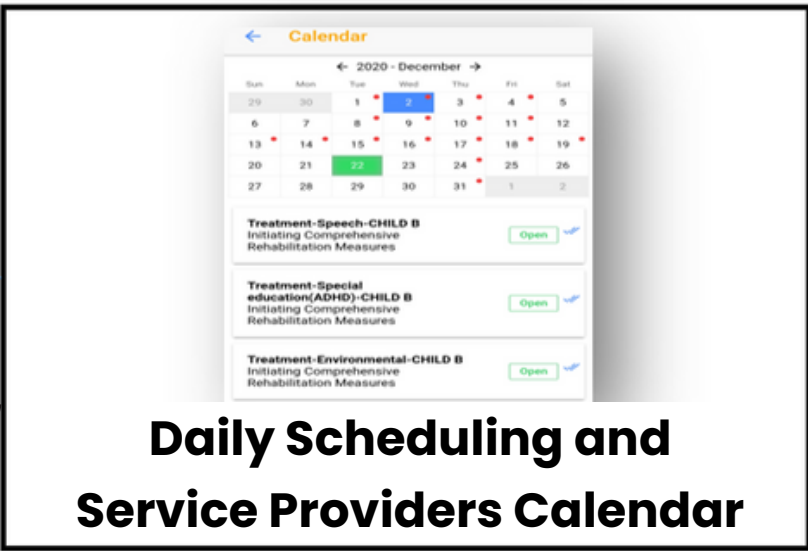 ← Calendar
← 2020 - December →
Sun Mon Tue Wed Thu Fri Sat
29 30 1 2 3 4 5
6 7 8 9 10 11 12
13 14 15 16 17 18 19
20 21 22 23 24 25 26
27 28 29 30 31 1 2
Treatment-Speech-CHILD B
Initiating Comprehensive
Rehabilitation Measures
Open
Treatment-Special
education(ADHD)-CHILD B
Initiating Comprehensive
Rehabilitation Measures
Open
Treatment-Environmental-CHILD B
Initiating Comprehensive
Rehabilitation Measures
Open
Daily Scheduling and
Service Providers Calendar